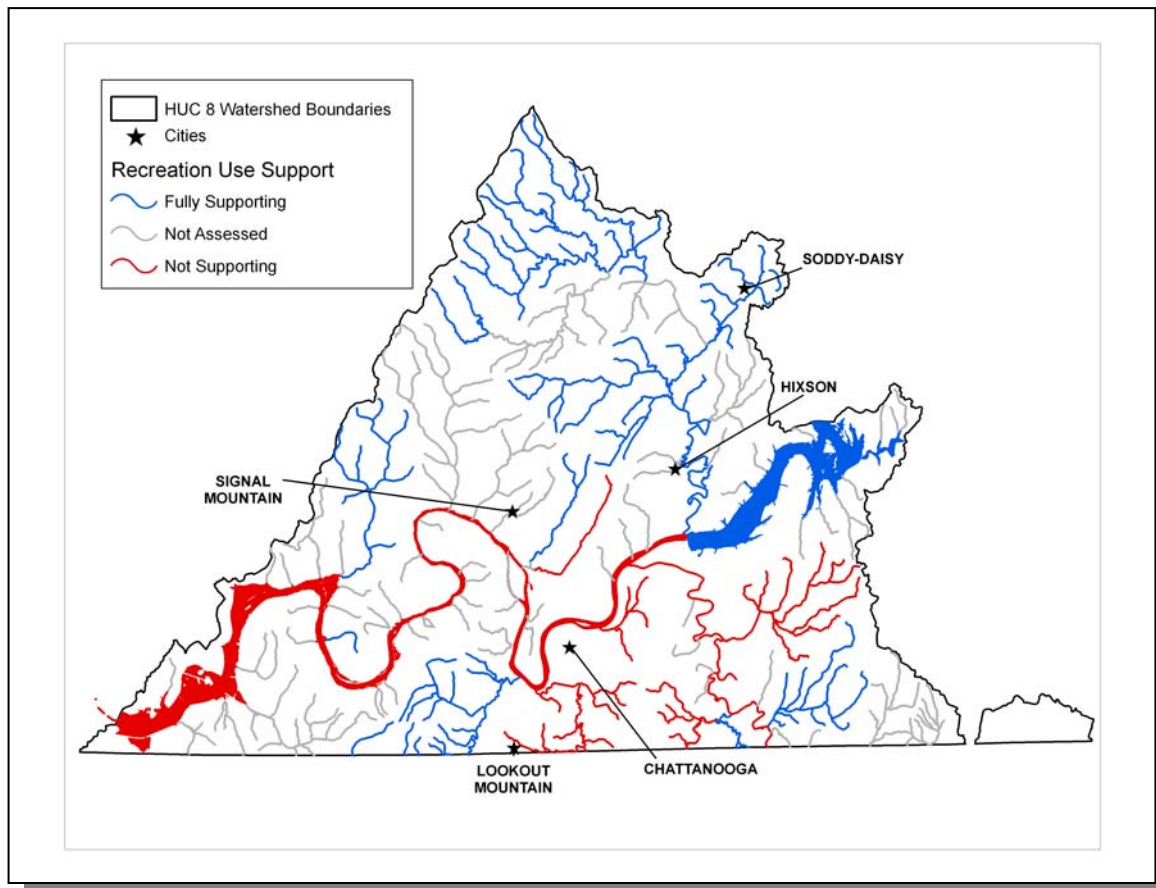 HUC 8 Watershed Boundaries
Cities
Recreation Use Support
Fully Supporting
Not Assessed
Not Supporting
SODDY-DAISY
HIXSON
SIGNAL
MOUNTAIN
LOOKOUT
MOUNTAIN
CHATTANOOGA